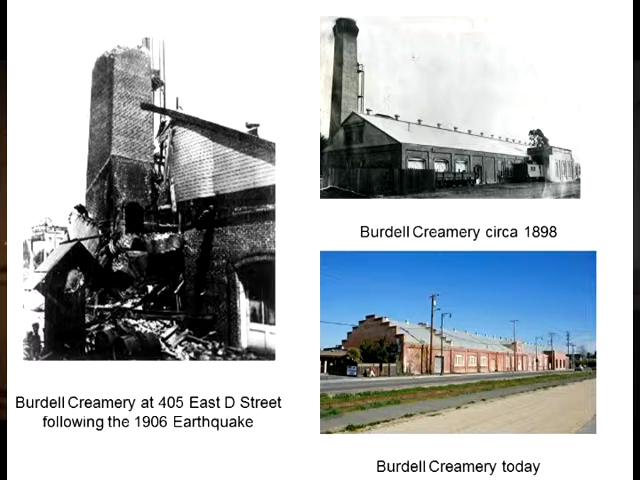 Burdell Creamery circa 1898
Burdell Creamery at 405 East D Street
following the 1906 Earthquake
Burdell Creamery today